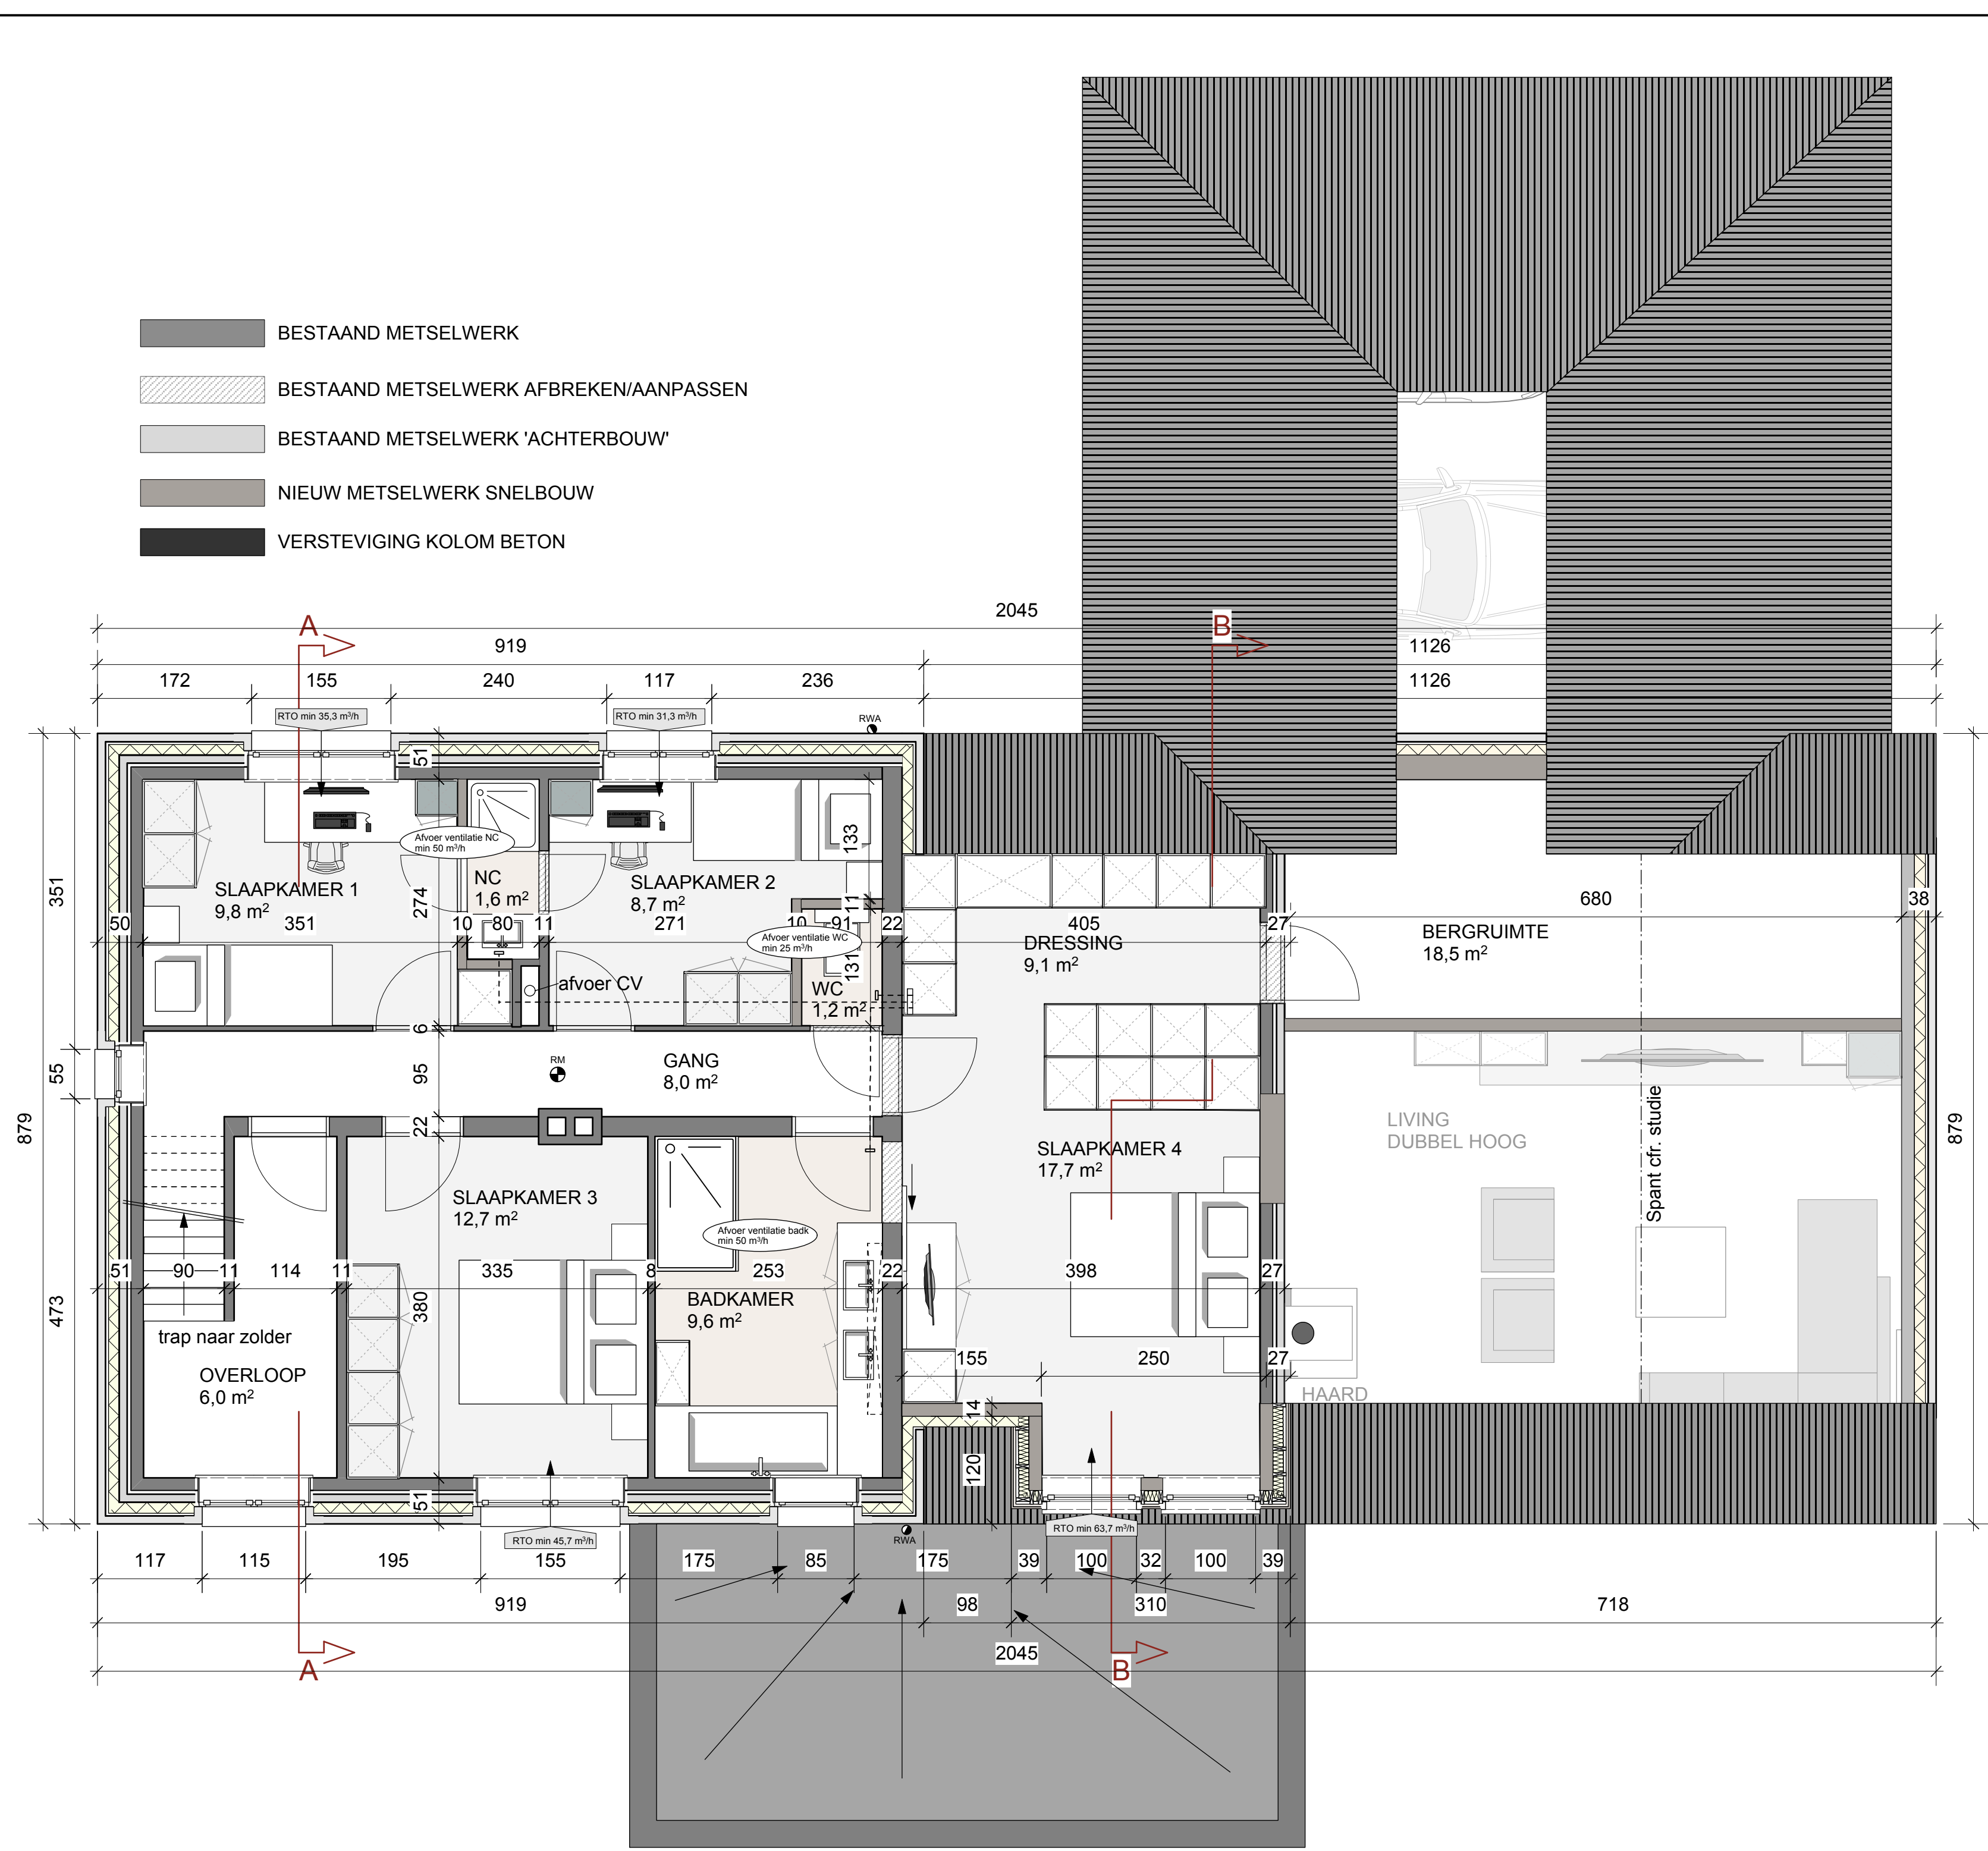 BESTAAND METSELWERK
BESTAAND METSELWERK AFBREKEN/AANPASSEN
BESTAAND METSELWERK 'ACHTERBOUW'
NIEUW METSELWERK SNELBOUW
VERSTEVIGING KOLOM BETON
2045
A
B
919
1126
172
155
240
117
236
1126
RTO min 35,3 m³/h
RTO min 31,3 m³/h
RWA
51
133
Afvoer ventilatie NC
min 50 m³/h
351
SLAAPKAMER 1
9,8 m²
274
NC
1,6 m²
SLAAPKAMER 2
8,7 m²
11
680
38
50
351
10
80
11
271
10
91
22
405
27
Afvoer ventilatie WC
min 25 m³/h
DRESSING
9,1 m²
BERGRUIMTE
18,5 m²
131
afvoer CV
WC
1,2 m²
6
55
95
RM
GANG
8,0 m²
879
22
LIVING
DUBBEL HOOG
Spant cfr. studie
879
SLAAPKAMER 4
17,7 m²
SLAAPKAMER 3
12,7 m²
Afvoer ventilatie badk
min 50 m³/h
51
90
11
114
11
335
8
253
22
398
27
473
380
BADKAMER
9,6 m²
trap naar zolder
155
250
27
OVERLOOP
6,0 m²
HAARD
14
120
51
RTO min 45,7 m³/h
RWA
RTO min 63,7 m³/h
117
115
195
155
175
85
175
39
100
32
100
39
919
98
310
718
2045
A
B